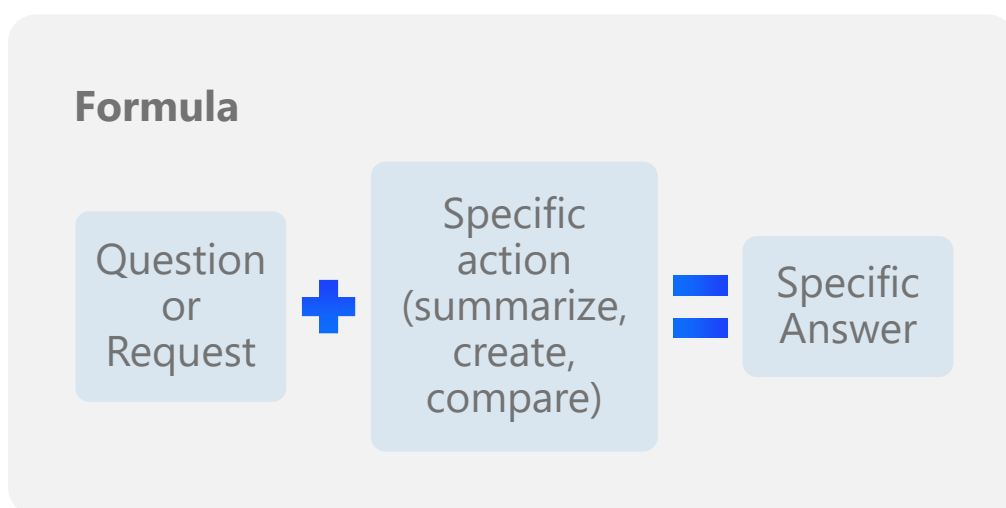 Formula
Question
or
Request
Specific
action
(summarize,
create,
compare)
Specific
Answer